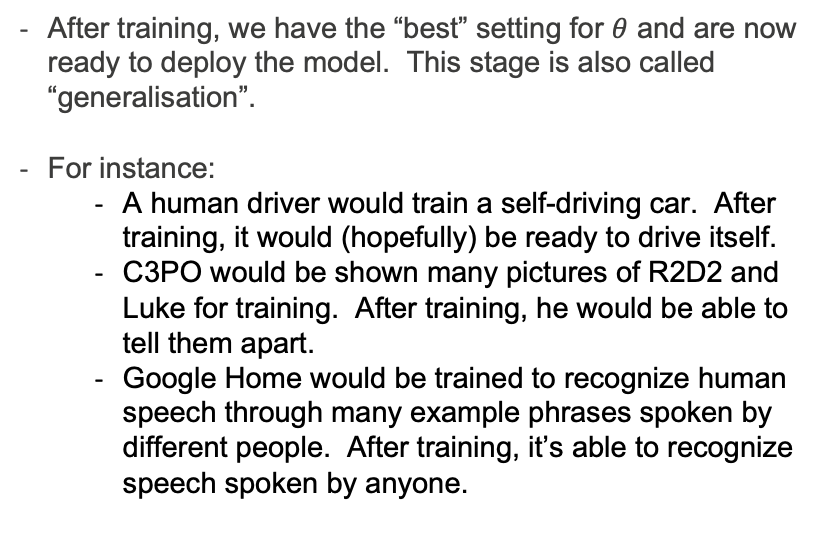 - After training, we have the “best” setting for θ and are now
ready to deploy the model.  This stage is also called
“generalisation”.
- For instance:
- A human driver would train a self-driving car.  After
training, it would (hopefully) be ready to drive itself.
- C3PO would be shown many pictures of R2D2 and
Luke for training.  After training, he would be able to
tell them apart.
- Google Home would be trained to recognize human
speech through many example phrases spoken by
different people.  After training, it’s able to recognize
speech spoken by anyone.